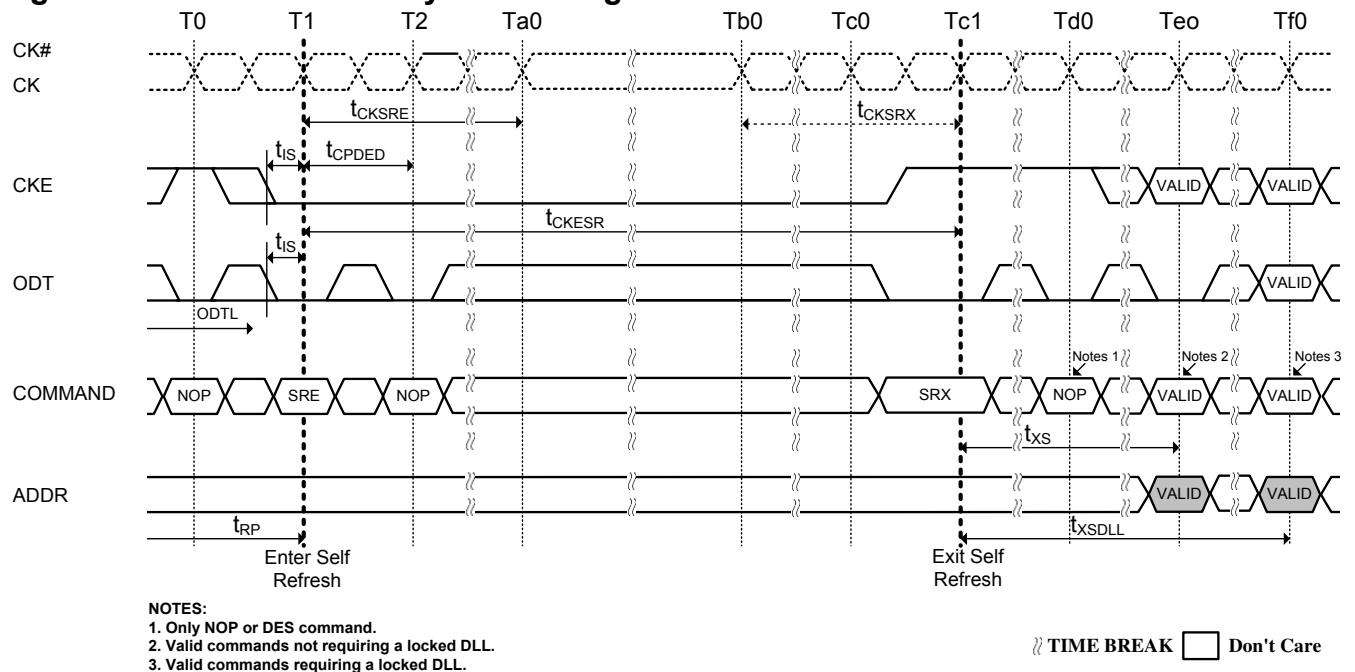 T0 T1 T2 Ta0 Tb0 Tc0 Tc1 Td0 Teo Tf0
CK#
CK
tCKSRE tCKSRX
tIS tCPDED
CKE VALID VALID
tCKESR
tIS
ODT VALID
ODTL
Notes 1 Notes 2 Notes 3
COMMAND NOP SRE NOP SRX NOP VALID VALID
tXS
ADDR VALID VALID
tRP tXSDLL
Enter Self Exit Self
Refresh Refresh
NOTES:
1. Only NOP or DES command.
2. Valid commands not requiring a locked DLL.
3. Valid commands requiring a locked DLL.
TIME BREAK Don't Care